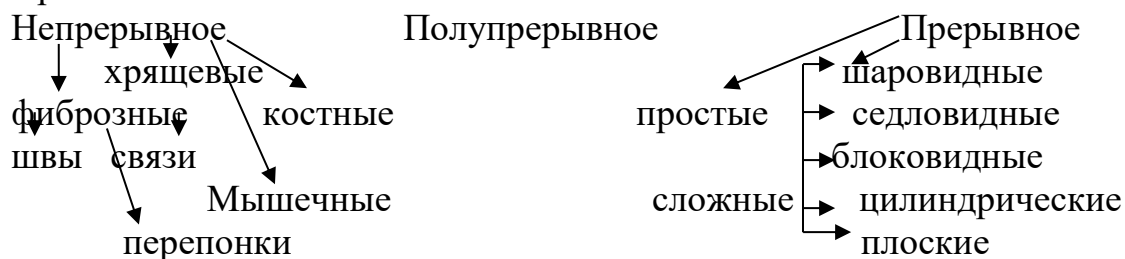 Непрерывное Полупрерывное Прерывное
хрящевые шаровидные
фиброзные костные простые седловидные
швы связи блоковидные
Мышечные сложные цилиндрические
перепонки плоские